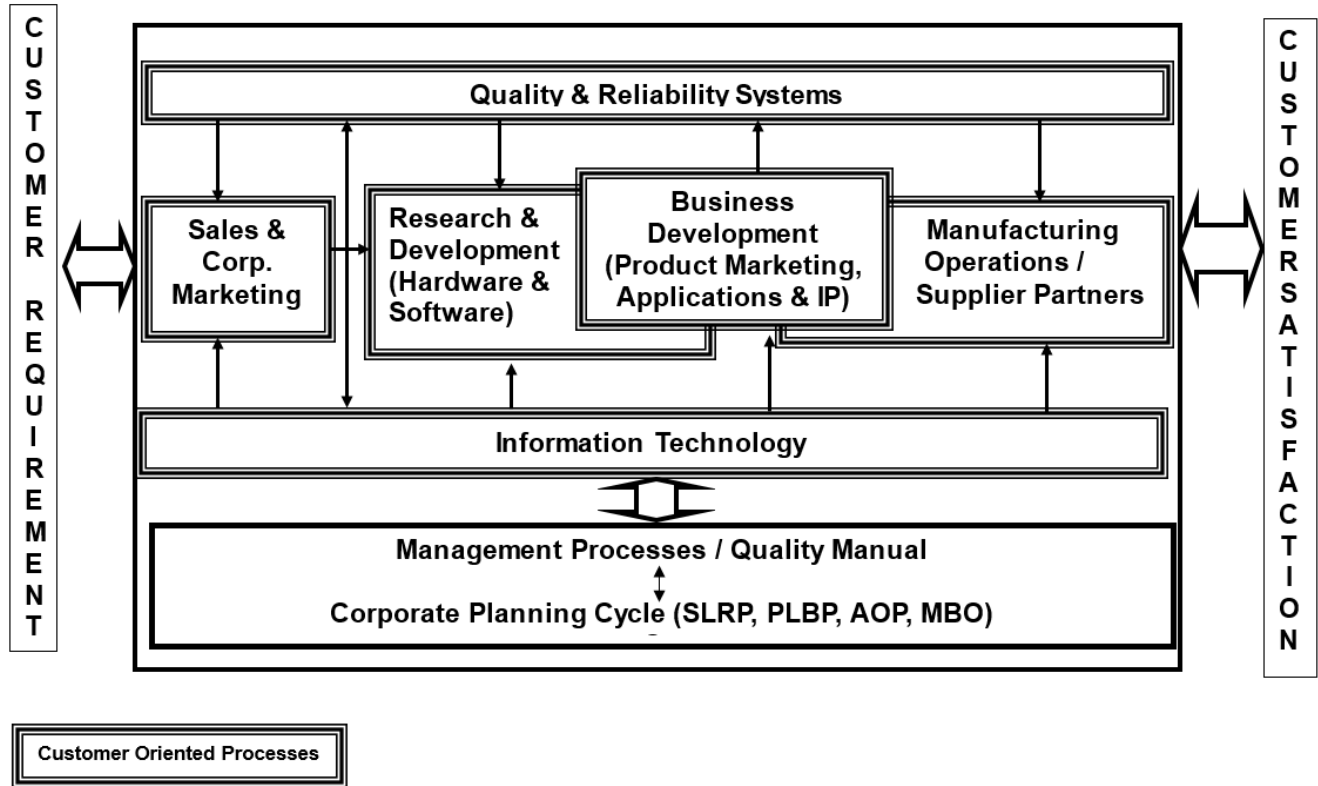 CUSTOMER REQUIREMENT
Quality & Reliability Systems
Sales &
Corp.
Marketing
Research &
Development
(Hardware &
Software)
Business
Development
(Product Marketing,
Applications & IP)
Manufacturing
Operations /
Supplier Partners
Information Technology
Management Processes / Quality Manual
Corporate Planning Cycle (SLRP, PLBP, AOP, MBO)
CUSTOMER SATISFACTION
Customer Oriented Processes